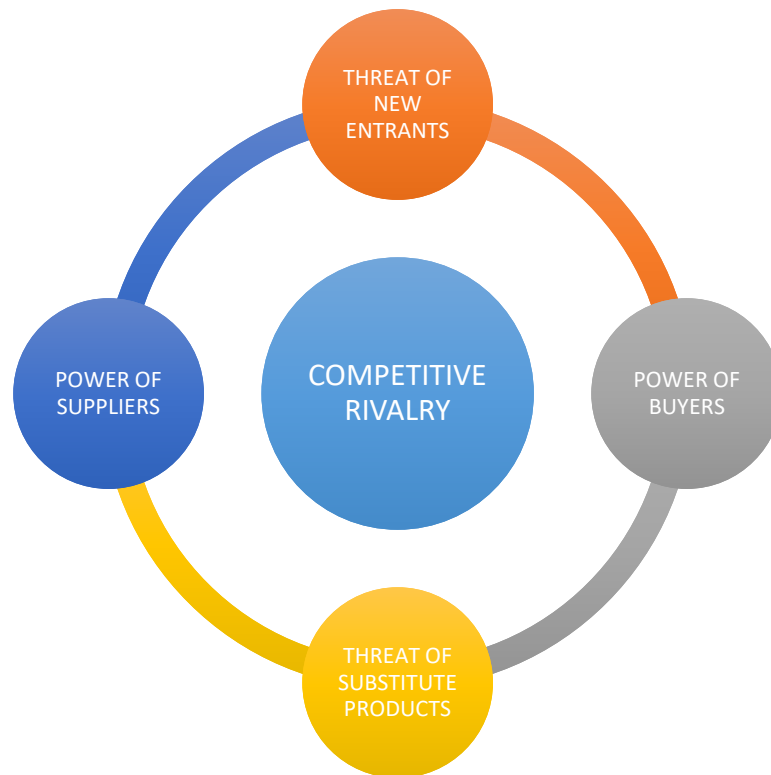 THREAT OF
NEW
ENTRANTS
POWER OF
SUPPLIERS
COMPETITIVE
RIVALRY
POWER OF
BUYERS
THREAT OF
SUBSTITUTE
PRODUCTS